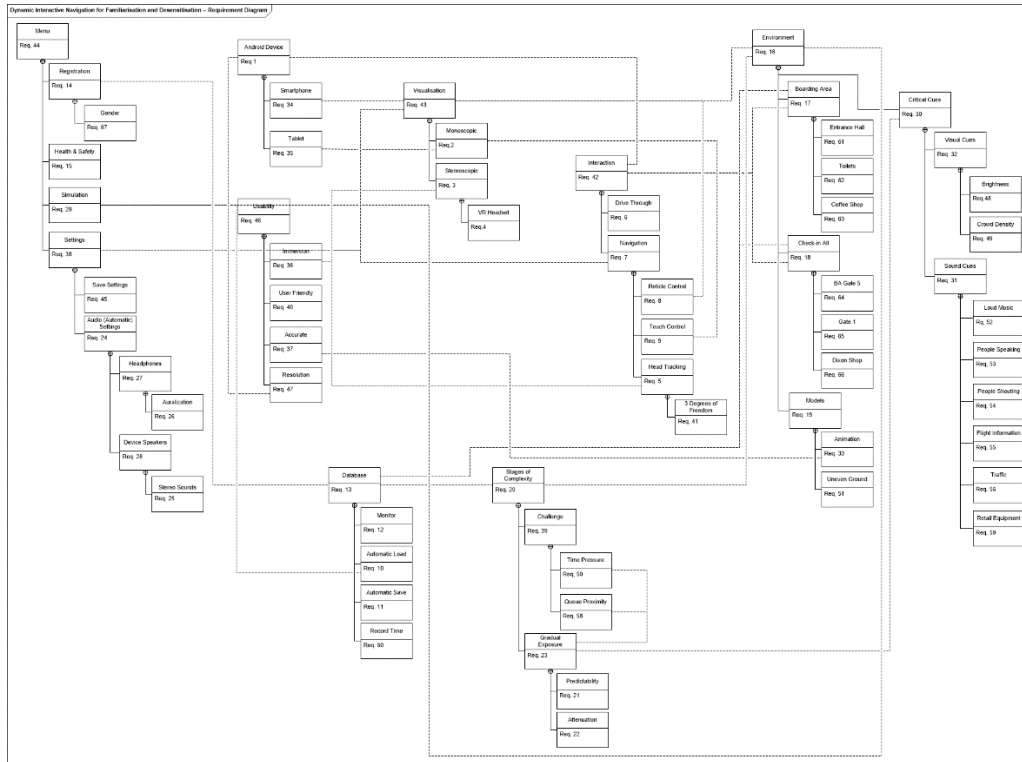 Dynamic Interactive Navigation for Familiarisation and Desensitisation – Requirement Diagram
Menu
Req. 44
Registration
Req. 14
Gender
Req. 67
Health & Safety
Req. 15
Simulation
Req. 29
Settings
Req. 38
Save Settings
Req. 45
Audio (Automatic)
Settings
Req. 24
Headphones
Req. 27
Auralization
Req. 26
Device Speakers
Req. 28
Stereo Sounds
Req. 25
Android Device
Req. 1
Smartphone
Req. 34
Tablet
Req. 35
Usability
Req. 46
Immersion
Req. 36
User Friendly
Req. 40
Accurate
Req. 37
Resolution
Req. 47
Visualisation
Req. 43
Monoscopic
Req.2
Stereoscopic
Req. 3
VR Headset
Req.4
Database
Req. 13
Monitor
Req. 12
Automatic Load
Req. 10
Automatic Save
Req. 11
Record Time
Req. 60
Interaction
Req. 42
Drive Through
Req. 6
Navigation
Req. 7
Reticle Control
Req. 8
Touch Control
Req. 9
Head Tracking
Req. 5
3 Degrees of
Freedom
Req. 41
Stages of
Complexity
Req. 20
Challenge
Req. 39
Time Pressure
Req. 50
Queue Proximity
Req. 58
Gradual
Exposure
Req. 23
Predictability
Req. 21
Attenuation
Req. 22
Environment
Req. 16
Boarding Area
Req. 17
Entrance Hall
Req. 61
Toilets
Req. 62
Coffee Shop
Req. 63
Check-in All
Req. 18
BA Gate 5
Req. 64
Gate 1
Req. 65
Dixon Shop
Req. 66
Models
Req. 19
Animation
Req. 33
Uneven Ground
Req. 51
Critical Cues
Req. 30
Visual Cues
Req. 32
Brightness
Req.48
Crowd Density
Req. 49
Sound Cues
Req. 31
Loud Music
Rq. 52
People Speaking
Req. 53
People Shouting
Req. 54
Flight Information
Req. 55
Traffic
Req. 56
Retail Equipment
Req. 59